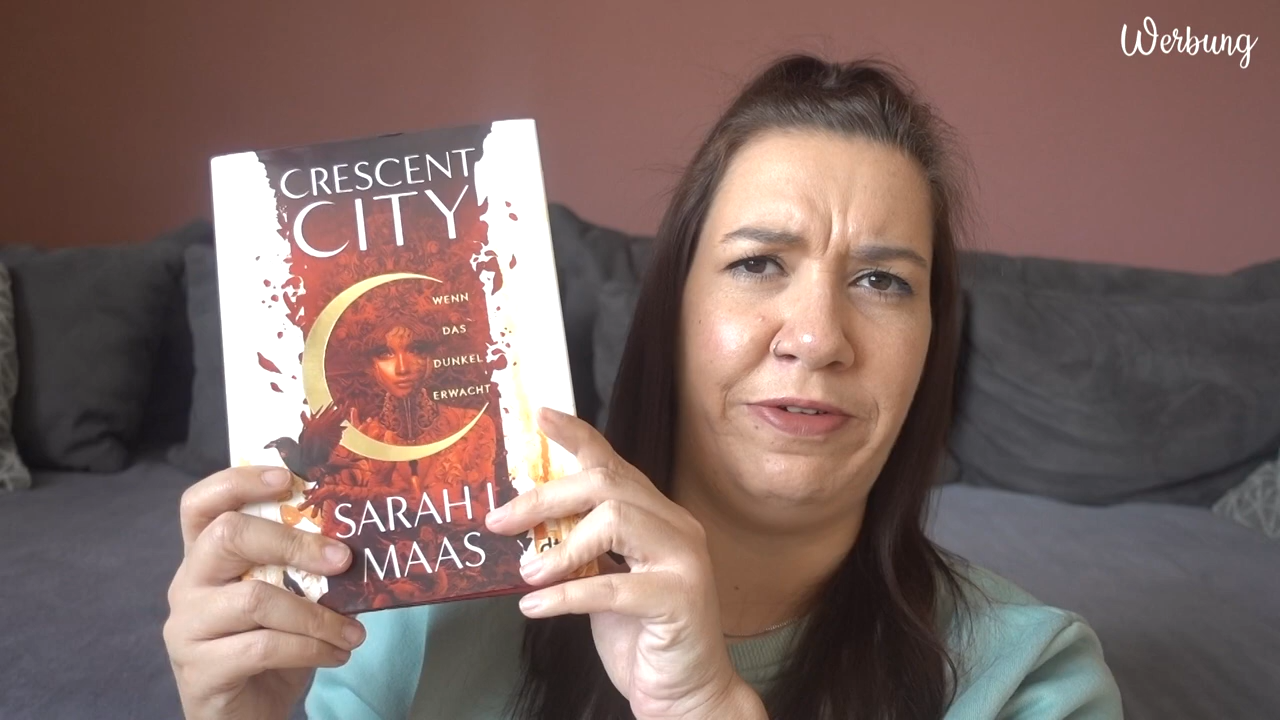 Werbung
CRESCENT
CITY
WENN
DAS
DUNKEL
ERWACHT
SARAH J.
MAAS